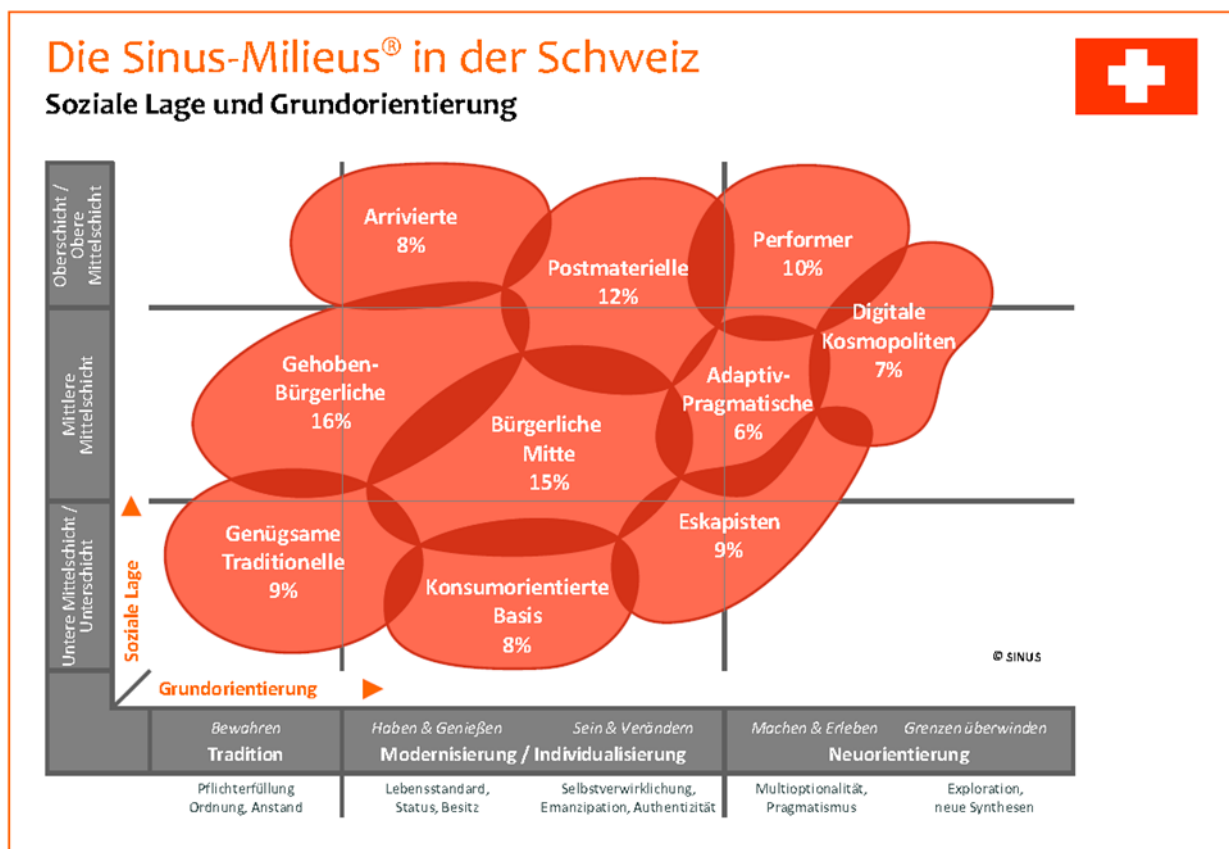 Die Sinus-Milieus® in der Schweiz
Soziale Lage und Grundorientierung
Oberschicht /
Obere
Mittelschicht
Mittlere
Mittelschicht
Untere Mittelschicht /
Unterschicht
Soziale Lage
Arrivierte
8%
Postmaterielle
12%
Performer
10%
Digitale
Kosmopoliten
7%
Gehoben-
Bürgerliche
16%
Bürgerliche
Mitte
15%
Adaptiv-
Pragmatische
6%
Genügsame
Traditionelle
9%
Konsumorientierte
Basis
8%
Eskapisten
9%
© SINUS
Grundorientierung
Bewahren
Tradition
Haben & Genießen
Sein & Verändern
Modernisierung / Individualisierung
Machen & Erleben
Grenzen überwinden
Neuorientierung
Pflichterfüllung
Ordnung, Anstand
Lebensstandard,
Status, Besitz
Selbstverwirklichung,
Emanzipation, Authentizität
Multioptionalität,
Pragmatismus
Exploration,
neue Synthesen